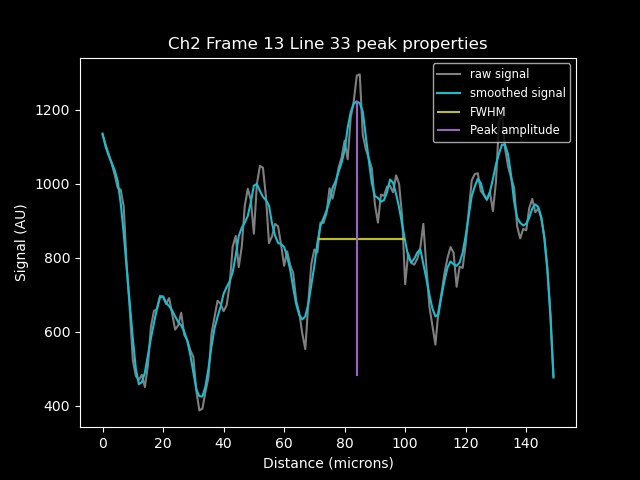 Ch2 Frame 13 Line 33 peak properties
raw signal
smoothed signal
FWHM
Peak amplitude
Signal (AU)
1200
1000
800
600
400
0 20 40 60 80 100 120 140
Distance (microns)